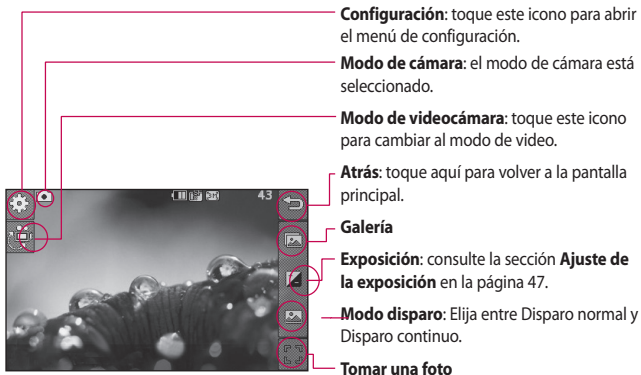 Configuración: toque este icono para abrir
el menú de configuración.
Modo de cámara: el modo de cámara está
seleccionado.
Modo de videocámara: toque este icono
para cambiar al modo de video.
Atrás: toque aquí para volver a la pantalla
principal.
43
Galería
Exposición: consulte la sección Ajuste de
la exposición en la página 47.
Modo disparo: Elija entre Disparo normal y
Disparo continuo.
Tomar una foto